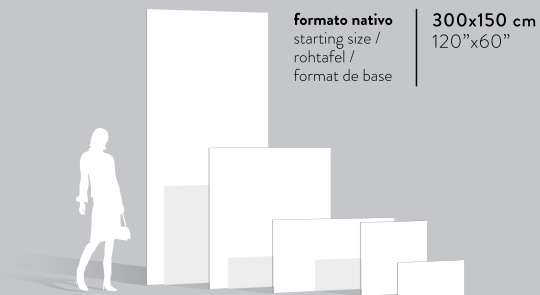 formato nativo
starting size /
rohtafel /
format de base
300x150 cm
120”x60”